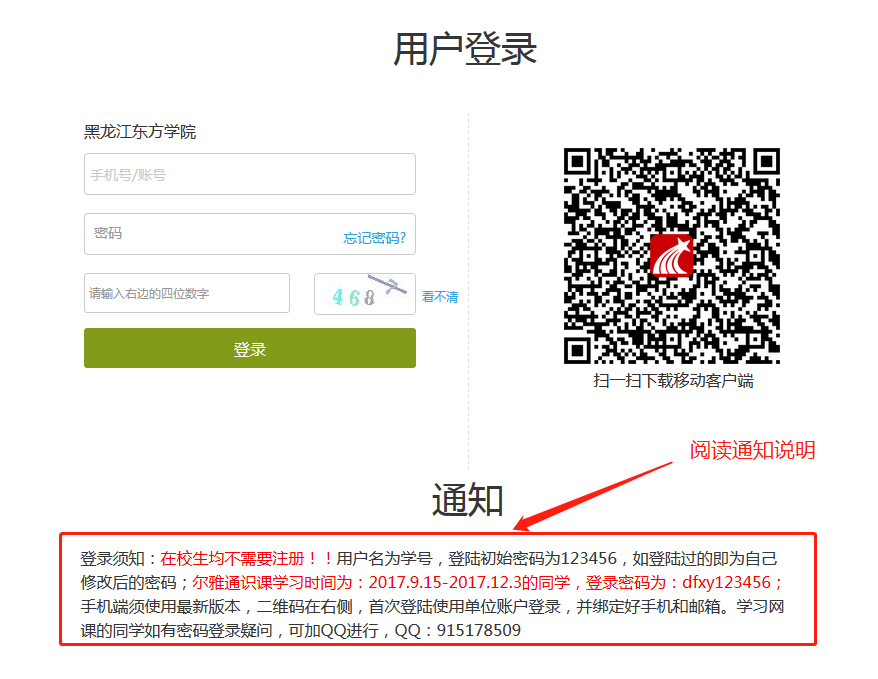 用户登录
黑龙江东方学院
手机号/账号
密码
忘记密码?
请输入右边的四位数字
468
看不清
登录
扫一扫下载移动客户端
阅读通知说明
通知
登录须知：在校生均不需要注册！！用户名为学号，登陆初始密码为123456，如登陆过的即为自己
修改后的密码；尔雅通识课学习时间为：2017.9.15-2017.12.3的同学，登录密码为：dfxy123456；
手机端须使用最新版本，二维码在右侧，首次登陆使用单位账户登录，并绑定好手机和邮箱。学习网
课的同学如有密码登录疑问，可加QQ进行，QQ：915178509